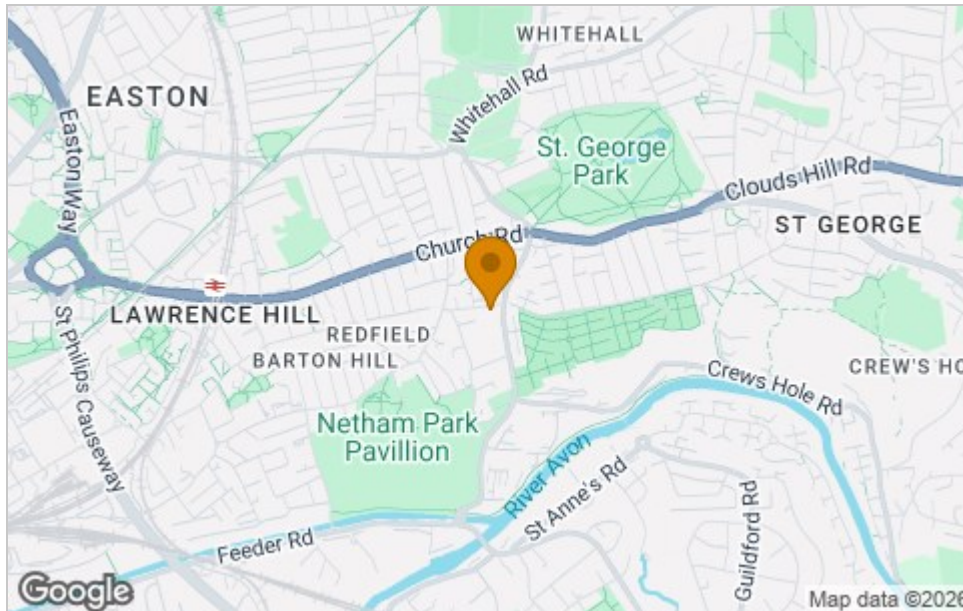 WHITEHALL
EASTON
Whitehall Rd
Easton Way
St. George
Park
Clouds Hill Rd
Church Rd
ST GEORGE
LAWRENCE HILL
REDFIELD
BARTON HILL
St Phillips Causeway
Crews Hole Rd
CREW'S HO
Netham Park
Pavillion
River Avon
St Anne's Rd
Guildford Rd
Feeder Rd
Google
Map data ©2026